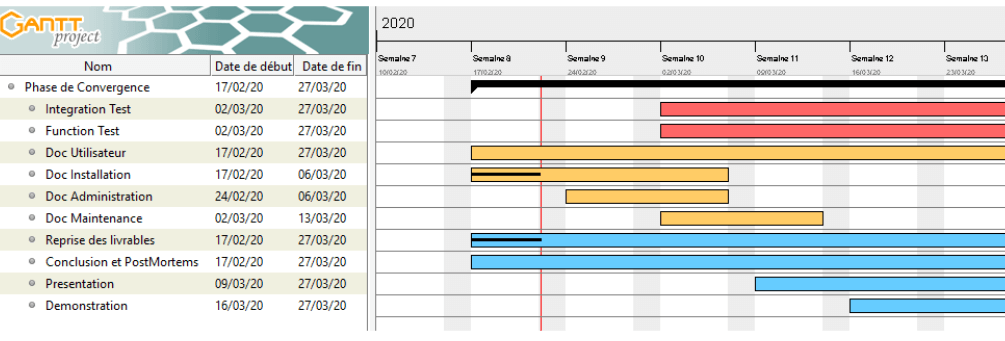 GANTT
project
2020
Semaine 7 Semaine 8 Semaine 9 Semaine 10 Semaine 11 Semaine 12 Semaine 13
10/02/20 17/02/20 24/02/20 02/03/20 09/03/20 16/03/20 23/03/20
Nom Date de début Date de fin
Phase de Convergence 17/02/20 27/03/20
Integration Test 02/03/20 27/03/20
Function Test 02/03/20 27/03/20
Doc Utilisateur 17/02/20 27/03/20
Doc Installation 17/02/20 06/03/20
Doc Administration 24/02/20 06/03/20
Doc Maintenance 02/03/20 13/03/20
Reprise des livrables 17/02/20 27/03/20
Conclusion et PostMortems 17/02/20 27/03/20
Presentation 09/03/20 27/03/20
Demonstration 16/03/20 27/03/20